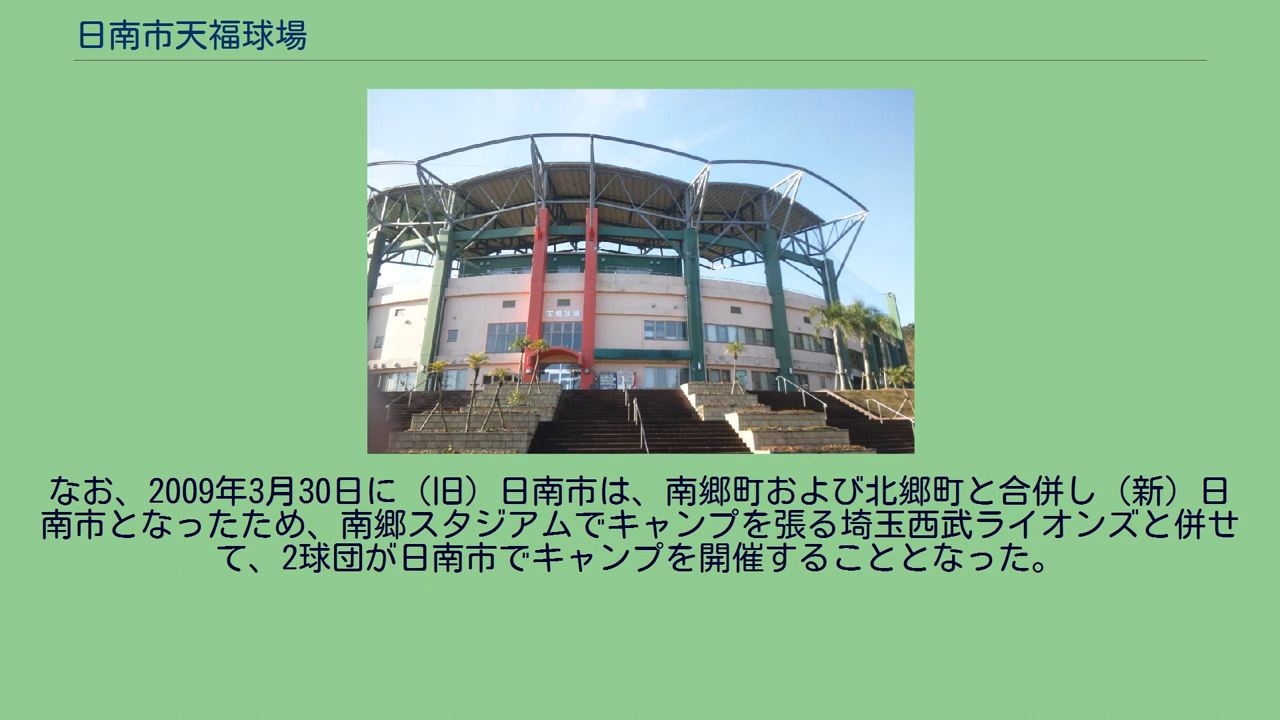 日南市天福球場
天福球場
なお、2009年3月30日に（旧）日南市は、南郷町および北郷町と合併し（新）日
南市となったため、南郷スタジアムでキャンプを張る埼玉西武ライオンズと併せ
て、2球団が日南市でキャンプを開催することとなった。